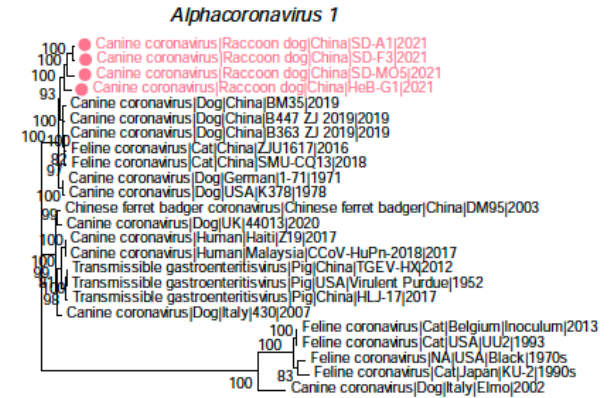 Alphacoronavirus 1
100 Canine coronavirus|Raccoon dog|China|SD-A1|2021
100 Canine coronavirus|Raccoon dog|China|SD-F3|2021
100 Canine coronavirus|Raccoon dog|China|SD-MO5|2021
93 Canine coronavirus|Raccoon dog|China|HeB-G1|2021
Canine coronavirus|Dog|China|BM35|2019
100 Canine coronavirus|Dog|China|B447 ZJ 2019|2019
100 100 Canine coronavirus|Dog|China|B363 ZJ 2019|2019
Feline coronavirus|Cat|China|ZJU1617|2016
Feline coronavirus|Cat|China|SMU-CQ13|2018
Canine coronavirus|Dog|German|1-71|1971
100 Canine coronavirus|Dog|USA|K378|1978
Chinese ferret badger coronavirus|Chinese ferret badger|China|DM95|2003
99 Canine coronavirus|Dog|UK|44013|2020
100 Canine coronavirus|Human|Haiti|Z19|2017
Canine coronavirus|Human|Malaysia|CCoV-HuPn-2018|2017
100 Transmissible gastroenteritisvirus|Pig|China|TGEV-HX|2012
Transmissible gastroenteritisvirus|Pig|USA|Virulent Purdue|1952
98 Transmissible gastroenteritisvirus|Pig|China|HLJ-17|2017
Canine coronavirus|Dog|Italy|430|2007
100 Feline coronavirus|Cat|Belgium|Inoculum|2013
100 Feline coronavirus|Cat|USA|UU2|1993
Feline coronavirus|NA|USA|Black|1970s
83 Feline coronavirus|Cat|Japan|KU-2|1990s
100 Canine coronavirus|Dog|Italy|Elmo|2002